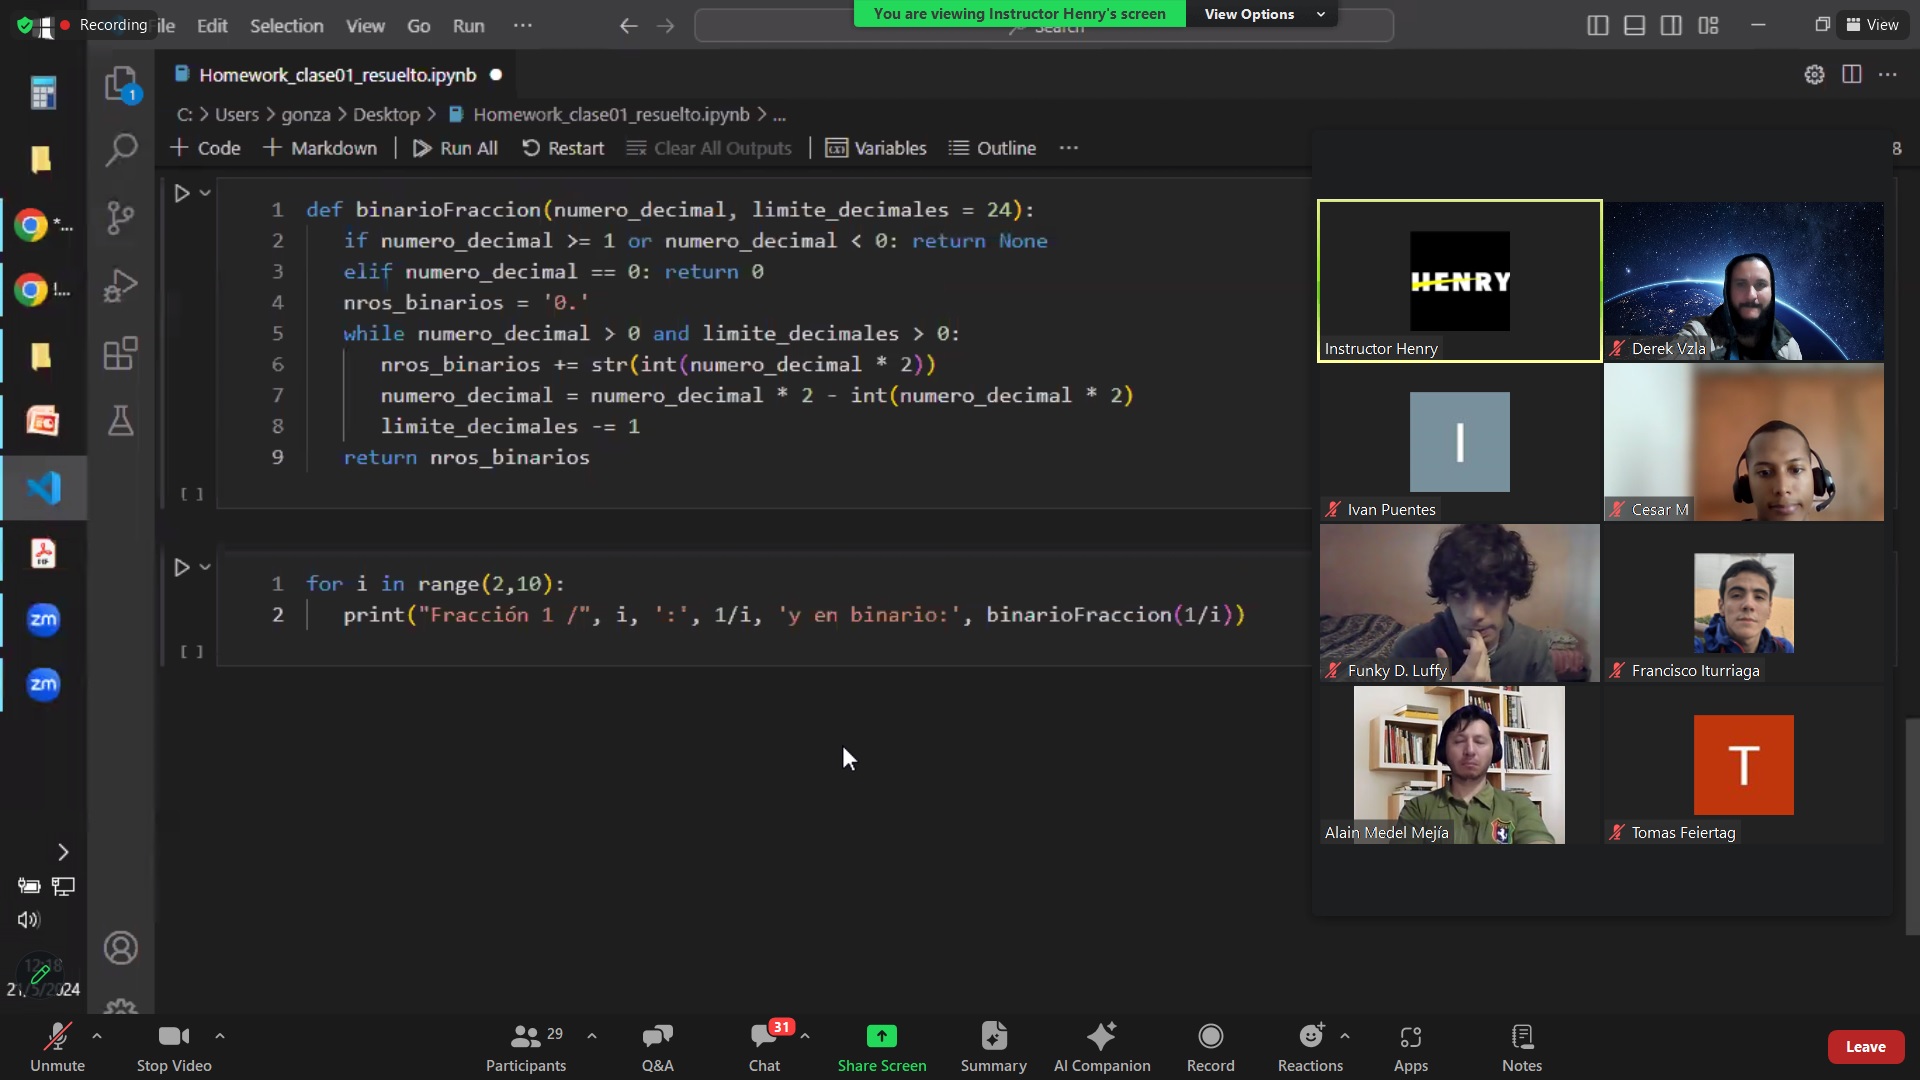 Recording
File Edit Selection View Go Run ...
You are viewing Instructor Henry's screen
View Options
Search
View
Homework_clase01_resuelto.ipynb
1
C: > Users > gonza > Desktop > Homework_clase01_resuelto.ipynb > ...
+ Code + Markdown Run All Restart Clear All Outputs Variables Outline ...
8
1 def binarioFraccion(numero_decimal, limite_decimales = 24):
2 if numero_decimal >= 1 or numero_decimal < 0: return None
3 elif numero_decimal == 0: return 0
4 nros_binarios = '0.'
5 while numero_decimal > 0 and limite_decimales > 0:
6 nros_binarios += str(int(numero_decimal * 2))
7 numero_decimal = numero_decimal * 2 - int(numero_decimal * 2)
8 limite_decimales -= 1
9 return nros_binarios
[ ]
1 for i in range(2,10):
2 print("Fracción 1 /", i, ':', 1/i, 'y en binario:', binarioFraccion(1/i))
[ ]
HENRY
Instructor Henry
Derek Vzla
I
Ivan Puentes
Cesar M
Funky D. Luffy
Francisco Iturriaga
Alain Medel Mejía
T
Tomas Feiertag
*...
!...
zm
zm
12:18
21/5/2024
Unmute
Stop Video
29
Participants
Q&A
31
Chat
Share Screen
Summary
AI Companion
Record
Reactions
Apps
Notes
Leave